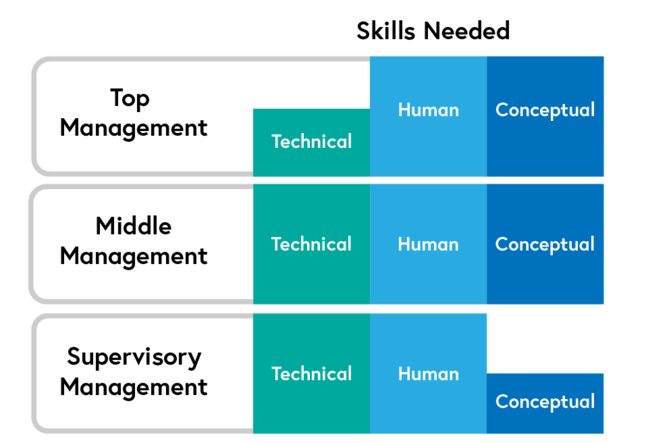 Skills Needed
Top
Management
Technical
Human
Conceptual
Middle
Management
Technical
Human
Conceptual
Supervisory
Management
Technical
Human
Conceptual